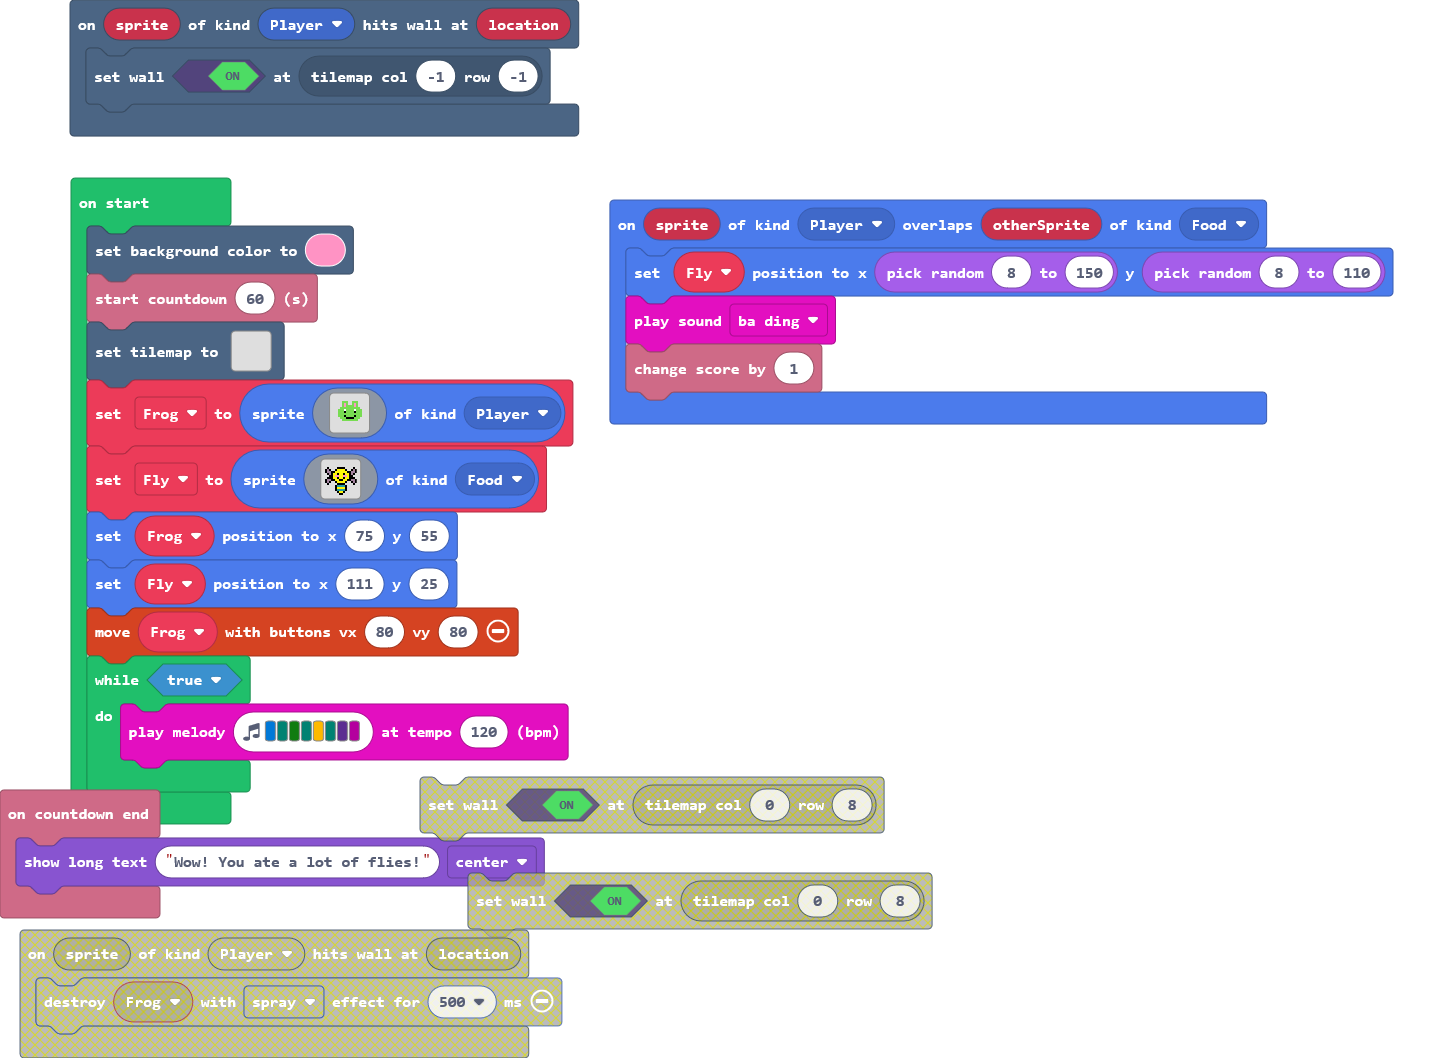 on sprite of kind Player hits wall at location
set wall ON at tilemap col -1 row -1
on start
set background color to
start countdown 60 (s)
set tilemap to
set Frog to sprite of kind Player
set Fly to sprite of kind Food
set Frog position to x 75 y 55
set Fly position to x 111 y 25
move Frog with buttons vx 80 vy 80
while true
do
play melody at tempo 120 (bpm)
on sprite of kind Player overlaps otherSprite of kind Food
set Fly position to x pick random 8 to 150 y pick random 8 to 110
play sound ba ding
change score by 1
set wall ON at tilemap col 0 row 8
on countdown end
show long text "Wow! You ate a lot of flies!" center
set wall ON at tilemap col 0 row 8
on sprite of kind Player hits wall at location
destroy Frog with spray effect for 500 ms